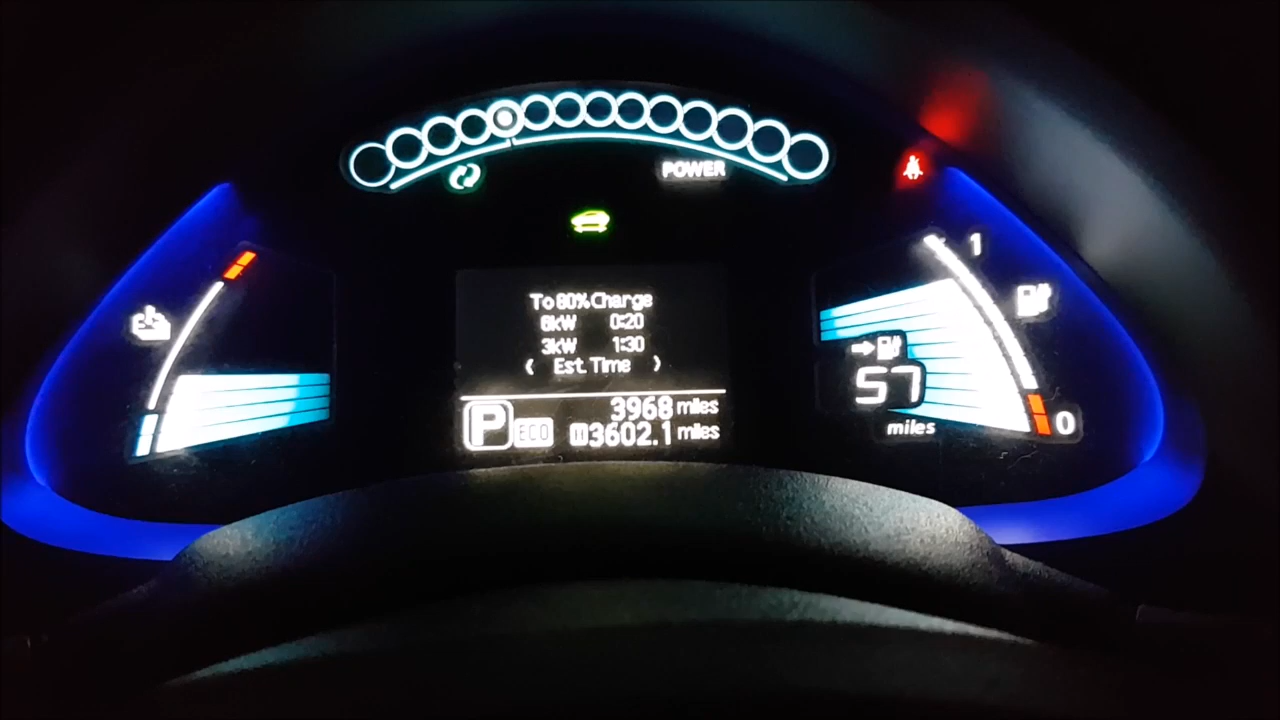 POWER
To 80% Charge
6kW 0:20
3kW 1:30
Est. Time
3968 miles
P ECO 3602.1 miles
1
57
miles
0